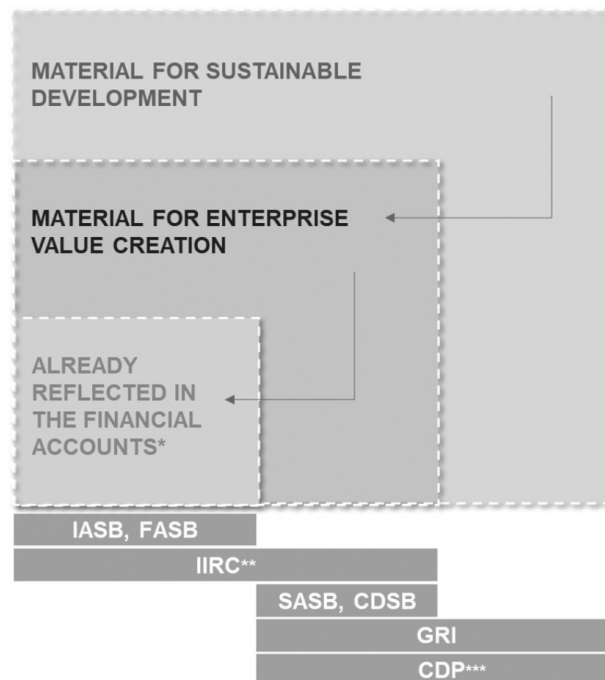 MATERIAL FOR SUSTAINABLE
DEVELOPMENT
MATERIAL FOR ENTERPRISE
VALUE CREATION
ALREADY
REFLECTED IN
THE FINANCIAL
ACCOUNTS*
IASB, FASB
IIRC**
SASB, CDSB
GRI
CDP***